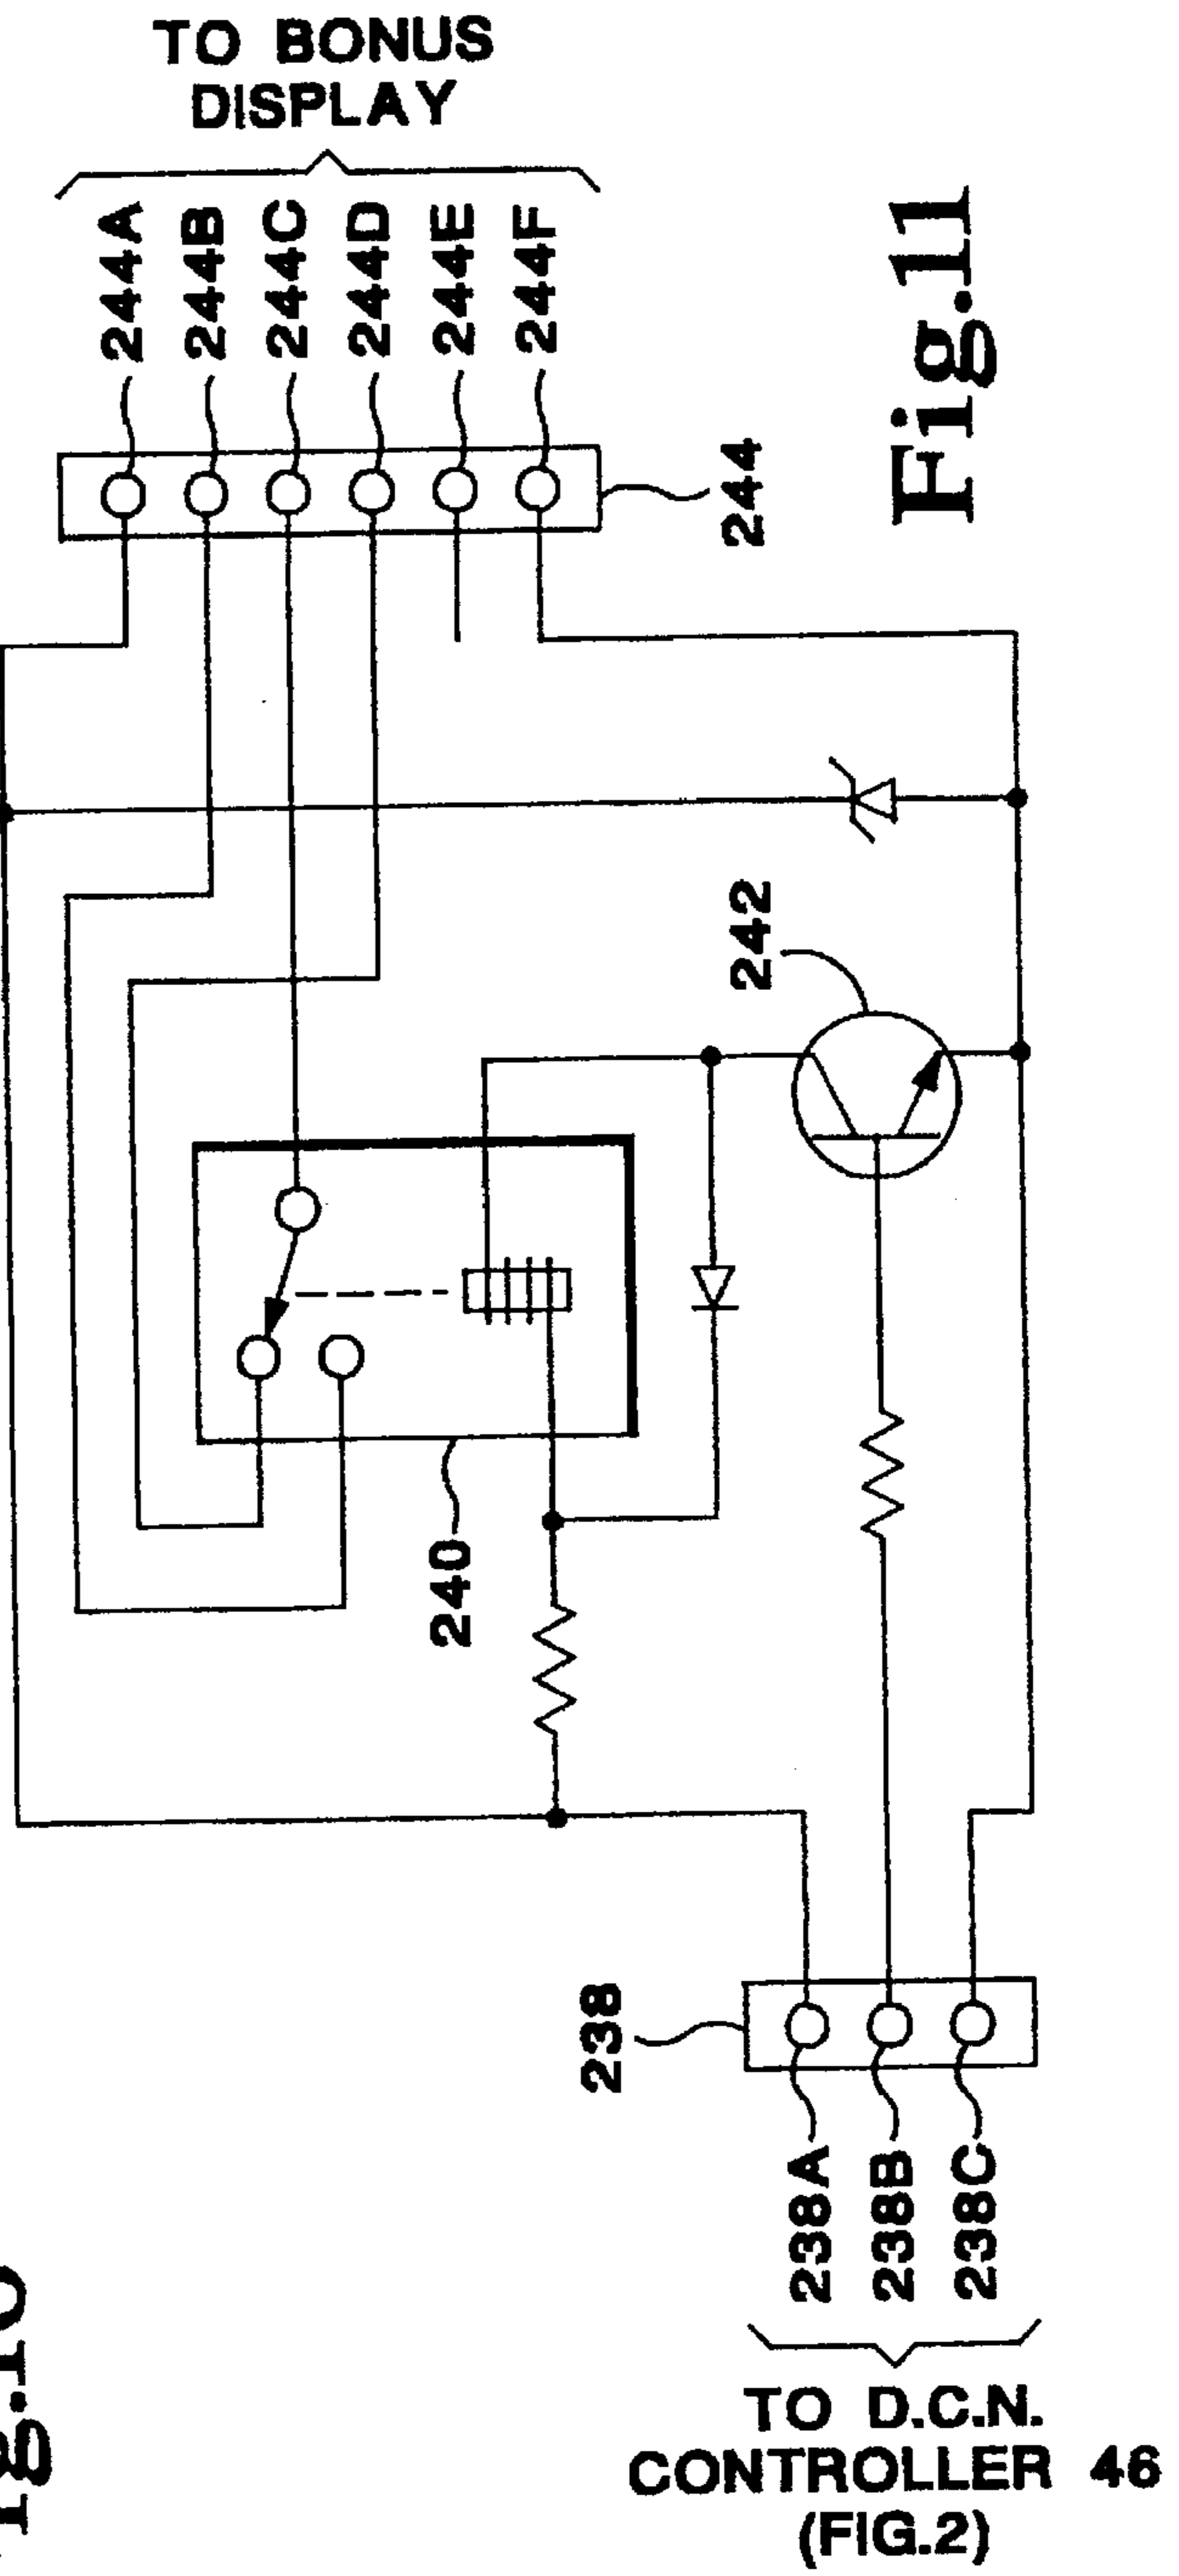 TO BONUS
DISPLAY
244A
244B
244C
244D
244E
244F
Fig.11
244
242
240
238
238A
238B
238C
TO D.C.N.
CONTROLLER 46
(FIG.2)